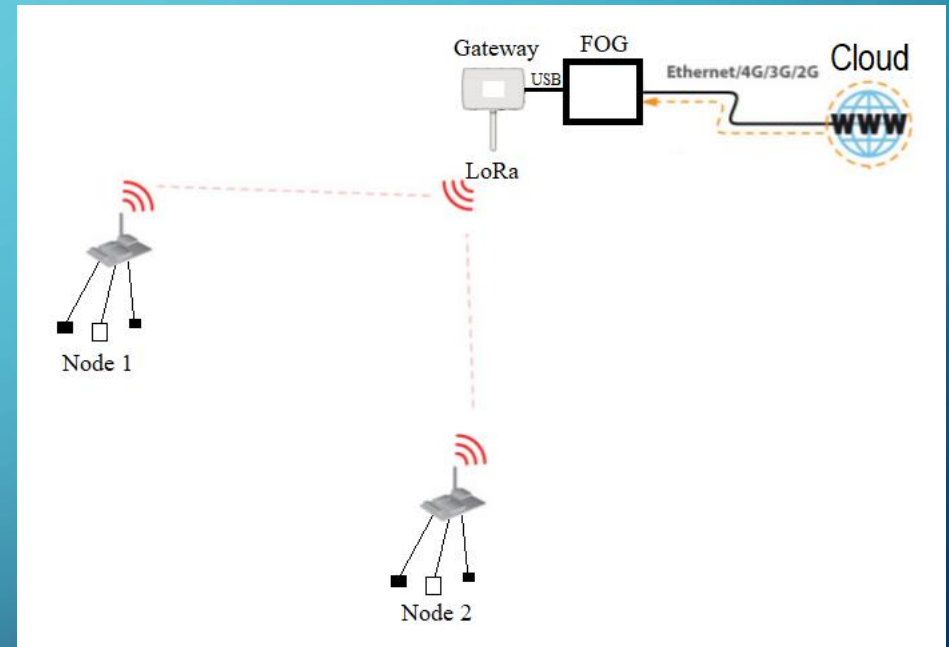 Gateway
FOG
Cloud
USB
Ethernet/4G/3G/2G
WWW
LoRa
Node 1
Node 2